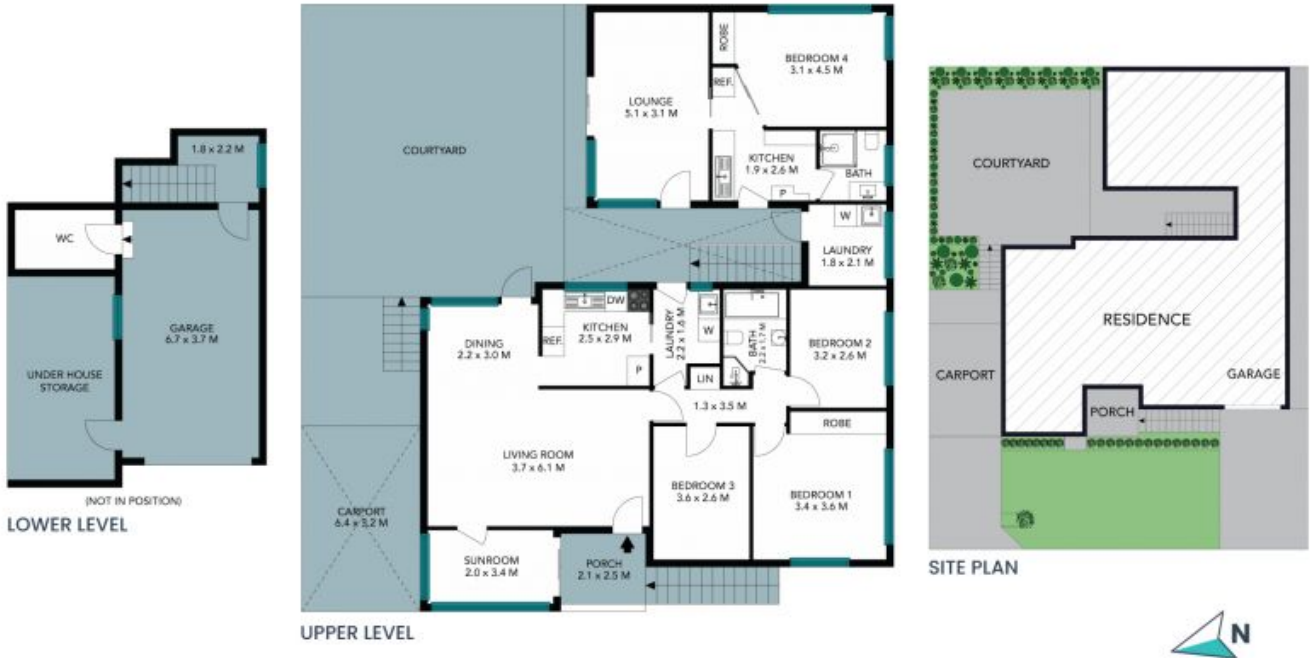 1.8 x 2.2 M
WC
GARAGE
6.7 x 3.7 M
UNDER HOUSE
STORAGE
(NOT IN POSITION)
LOWER LEVEL
COURTYARD
LOUNGE
5.1 x 3.1 M
ROBE
REF.
BEDROOM 4
3.1 x 4.5 M
KITCHEN
1.9 x 2.6 M
P
BATH
W
LAUNDRY
1.8 x 2.1 M
DINING
2.2 x 3.0 M
DW
KITCHEN
2.5 x 2.9 M
REF.
P
LAUNDRY
2.2 x 1.6 M
W
BATH
2.2 x 1.7 M
BEDROOM 2
3.2 x 2.6 M
LIN
1.3 x 3.5 M
ROBE
LIVING ROOM
3.7 x 6.1 M
BEDROOM 3
3.6 x 2.6 M
BEDROOM 1
3.4 x 3.6 M
CARPORT
6.4 x 3.2 M
SUNROOM
2.0 x 3.4 M
PORCH
2.1 x 2.5 M
UPPER LEVEL
COURTYARD
RESIDENCE
CARPORT
GARAGE
PORCH
SITE PLAN
N